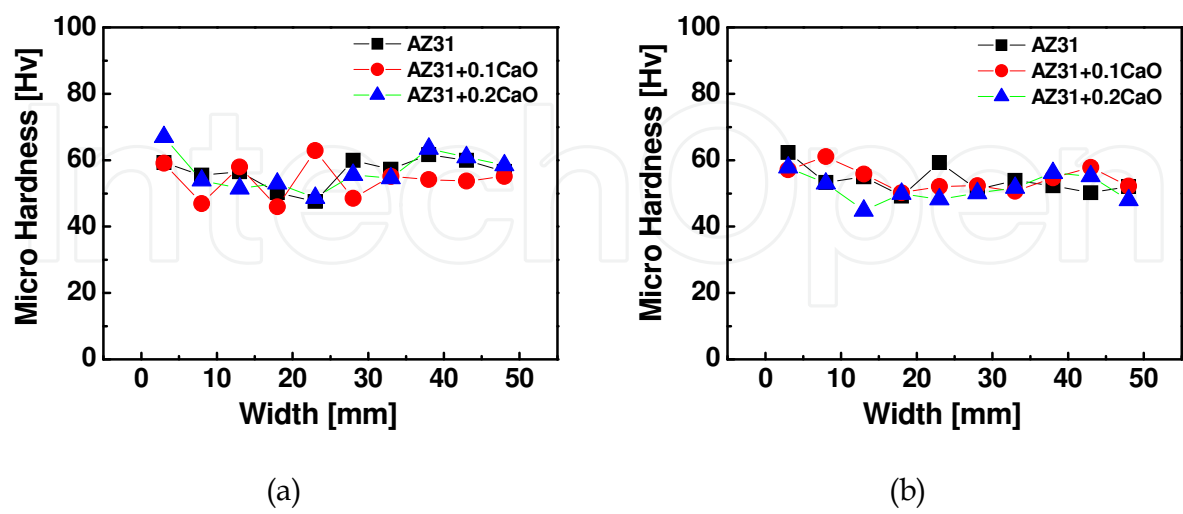 100
80
60
40
20
0
Micro Hardness [Hv]
AZ31
AZ31+0.1CaO
AZ31+0.2CaO
0 10 20 30 40 50
Width [mm]
(a)
100
80
60
40
20
0
Micro Hardness [Hv]
AZ31
AZ31+0.1CaO
AZ31+0.2CaO
0 10 20 30 40 50
Width [mm]
(b)
IntechOpen